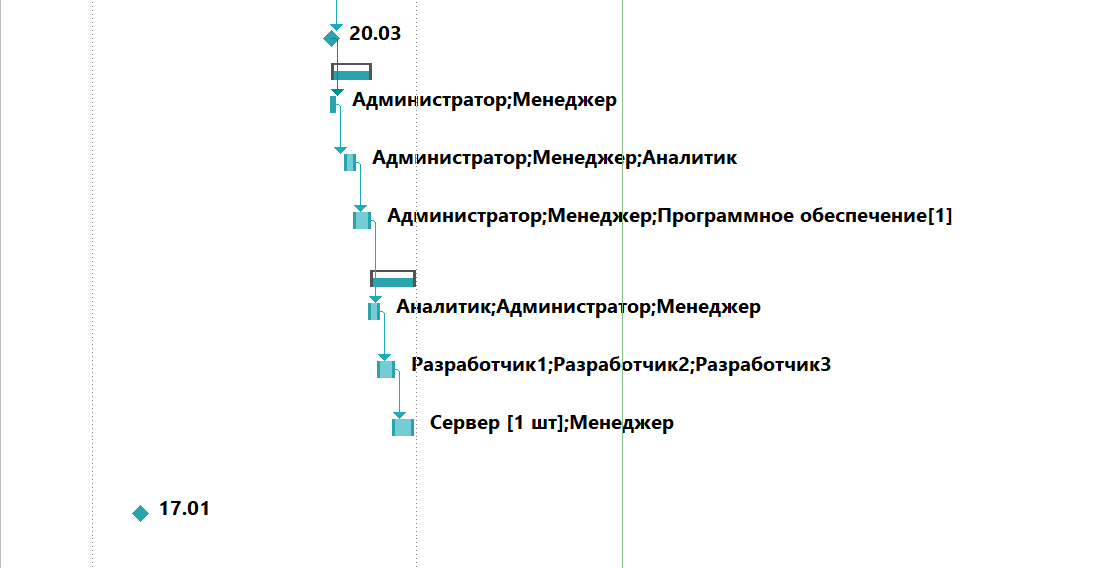 20.03
Администратор;Менеджер
Администратор;Менеджер;Аналитик
Администратор;Менеджер;Программное обеспечение[1]
Аналитик;Администратор;Менеджер
Разработчик1;Разработчик2;Разработчик3
Сервер [1 шт];Менеджер
17.01